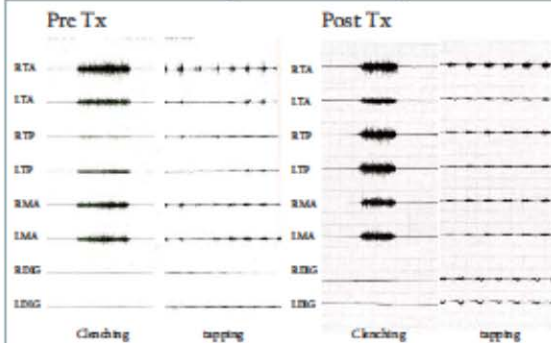 Pre Tx
Post Tx
RTA
LTA
RTP
LTP
RMA
LMA
RDIG
LDIG
Clenching
tapping
RTA
LTA
RTP
LTP
RMA
LMA
RDIG
LDIG
Clenching
tapping